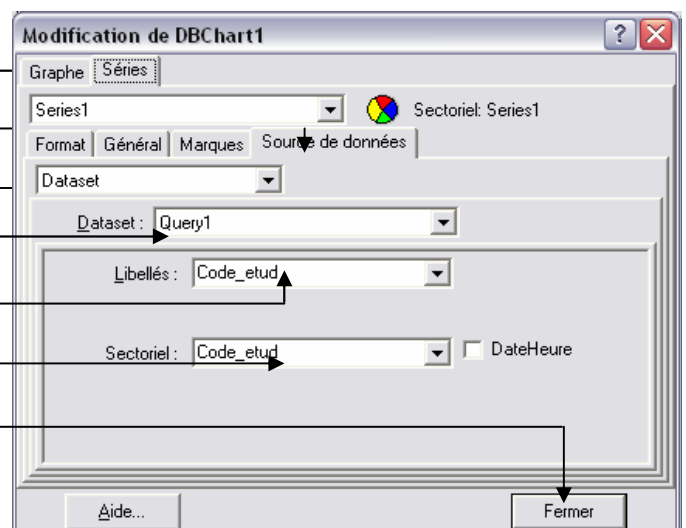 Modification de DBChart1
Graphe Séries
Series1 Sectoriel: Series1
Format Général Marques Source de données
Dataset
Dataset : Query1
Libellés : Code_etud
Sectoriel : Code_etud DateHeure
Aide... Fermer